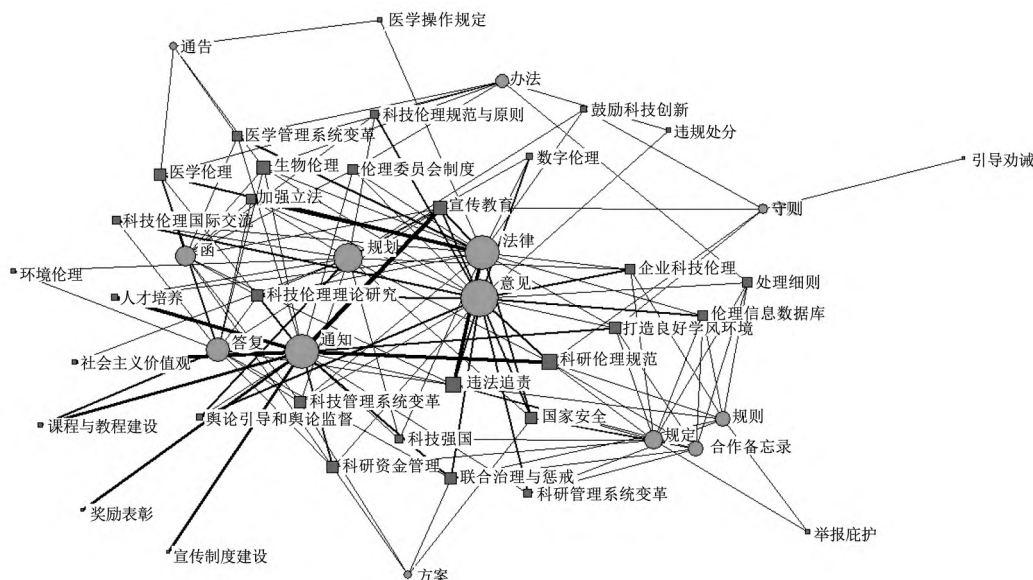 医学操作规定
通告
办法
科技伦理规范与原则
鼓励科技创新
违规处分
医学管理系统变革
生物伦理
伦理委员会制度
数字伦理
引导劝诫
医学伦理
加强立法
宣传教育
守则
科技伦理国际交流
函
规划
法律
环境伦理
企业科技伦理
意见
处理细则
人才培养
科技伦理理论研究
伦理信息数据库
打造良好学风环境
答复
通知
社会主义价值观
科研伦理规范
违法追责
科技管理系统变革
课程与教程建设
舆论引导和舆论监督
国家安全
规则
科技强国
规定
合作备忘录
科研资金管理
联合治理与惩戒
科研管理系统变革
奖励表彰
举报庇护
宣传制度建设
方案